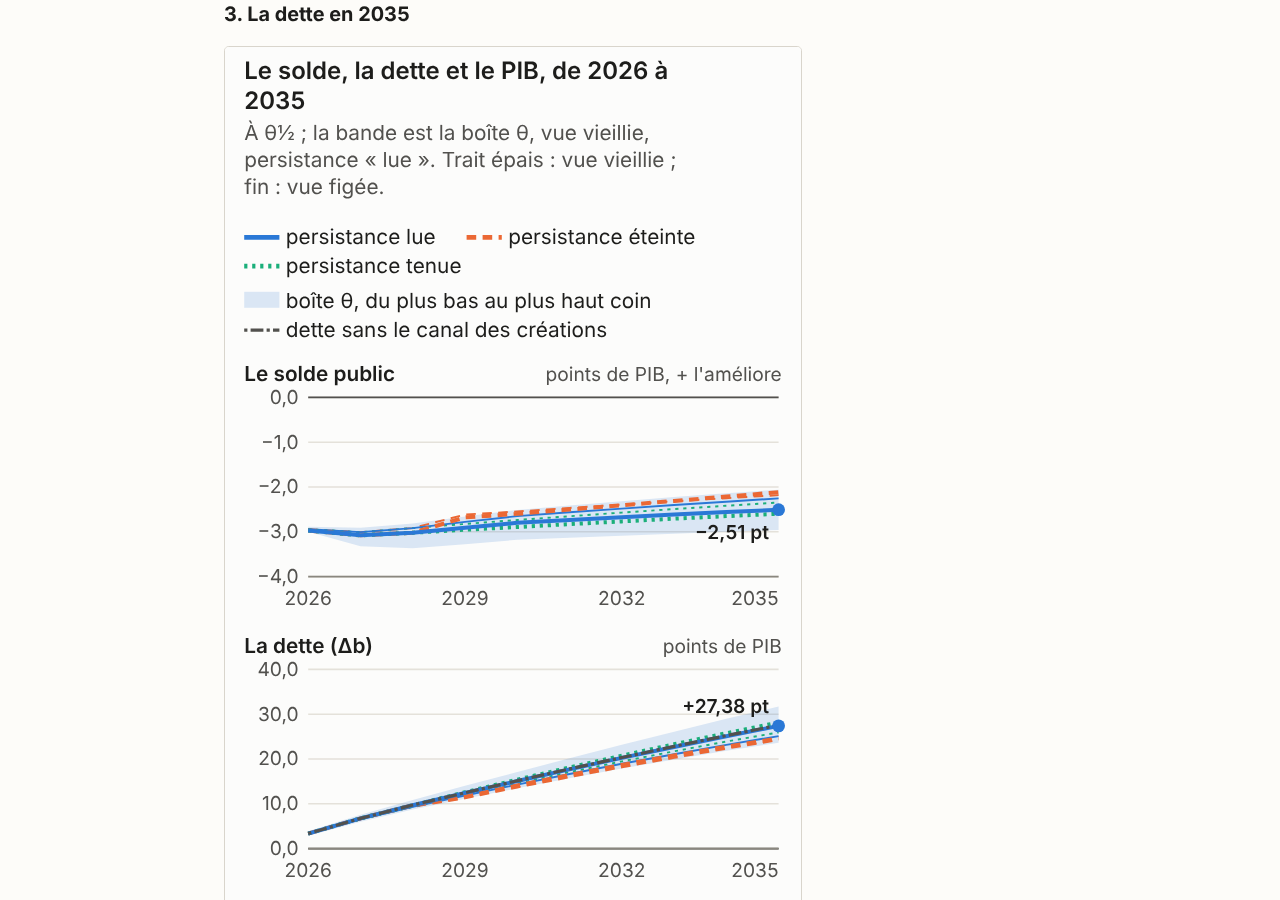 3. La dette en 2035
Le solde, la dette et le PIB, de 2026 à
2035
À θ½ ; la bande est la boîte θ, vue vieillie,
persistance « lue ». Trait épais : vue vieillie ;
fin : vue figée.
persistance lue persistance éteinte
persistance tenue
boîte θ, du plus bas au plus haut coin
dette sans le canal des créations
Le solde public points de PIB, + l'améliore
0,0
−1,0
−2,0
−3,0
−2,51 pt
−4,0
2026 2029 2032 2035
La dette (Δb) points de PIB
40,0
+27,38 pt
30,0
20,0
10,0
0,0
2026 2029 2032 2035